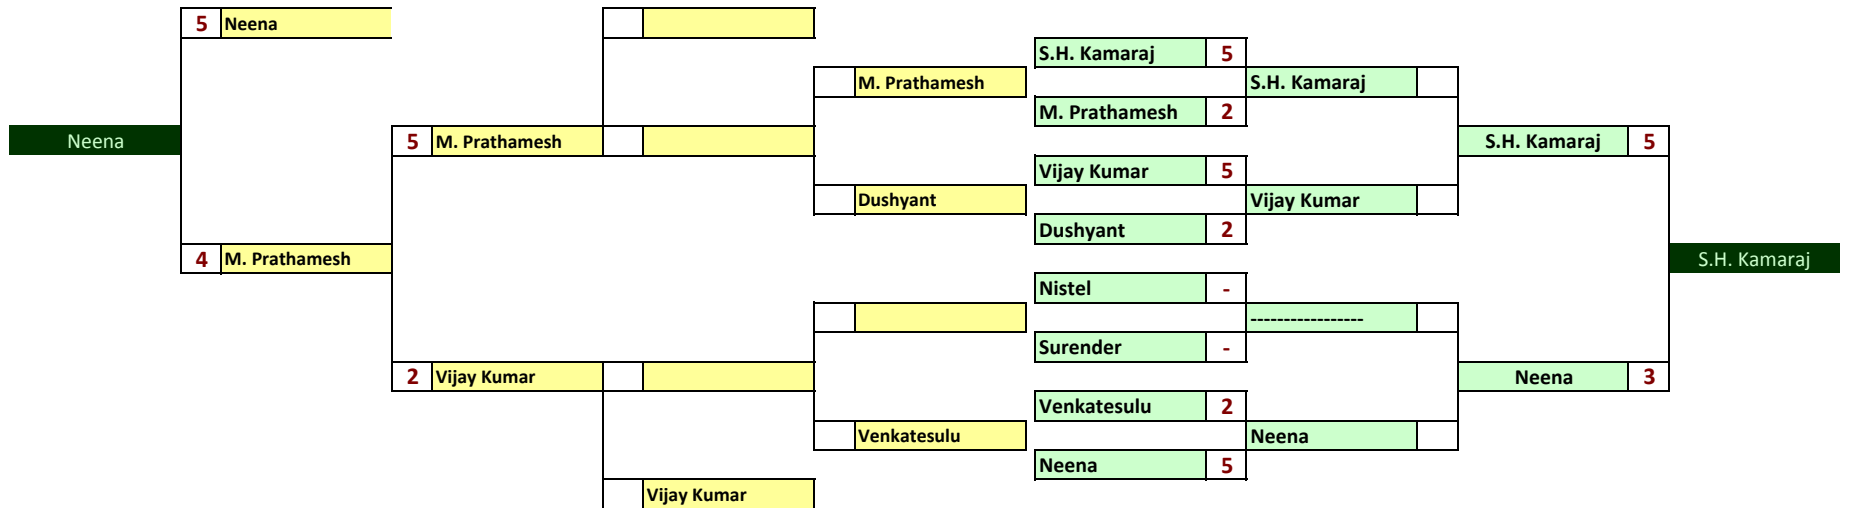 5 Neena
S.H. Kamaraj 5
M. Prathamesh S.H. Kamaraj
M. Prathamesh 2
Neena 5 M. Prathamesh S.H. Kamaraj 5
Vijay Kumar 5
Dushyant Vijay Kumar
Dushyant 2
4 M. Prathamesh S.H. Kamaraj
Nistel -
-----------------
Surender -
2 Vijay Kumar Neena 3
Venkatesulu 2
Venkatesulu Neena
Neena 5
Vijay Kumar